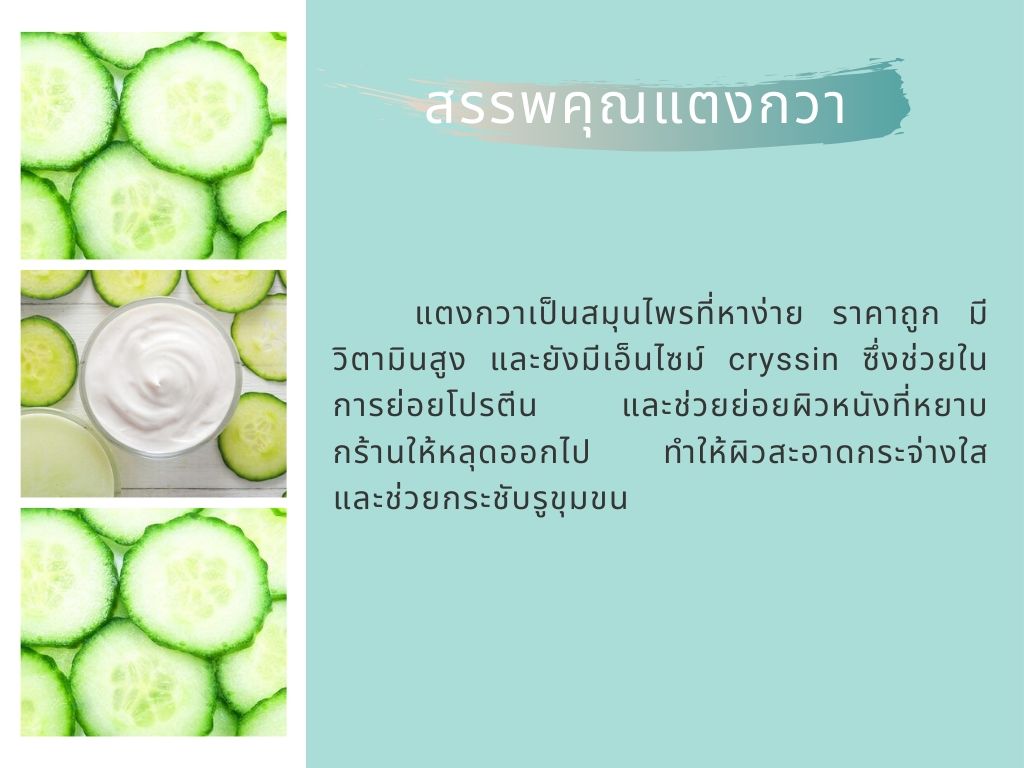 สรรพคุณแตงกวา
แตงกวาเป็นสมุนไพรที่หาง่าย ราคาถูก มี
วิตามินสูง และยังมีเอ็นไซม์ cryssin ซึ่งช่วยใน
การย่อยโปรตีน และช่วยย่อยผิวหนังที่หยาบ
กร้านให้หลุดออกไป ทำให้ผิวสะอาดกระจ่างใส
และช่วยกระชับรูขุมขน